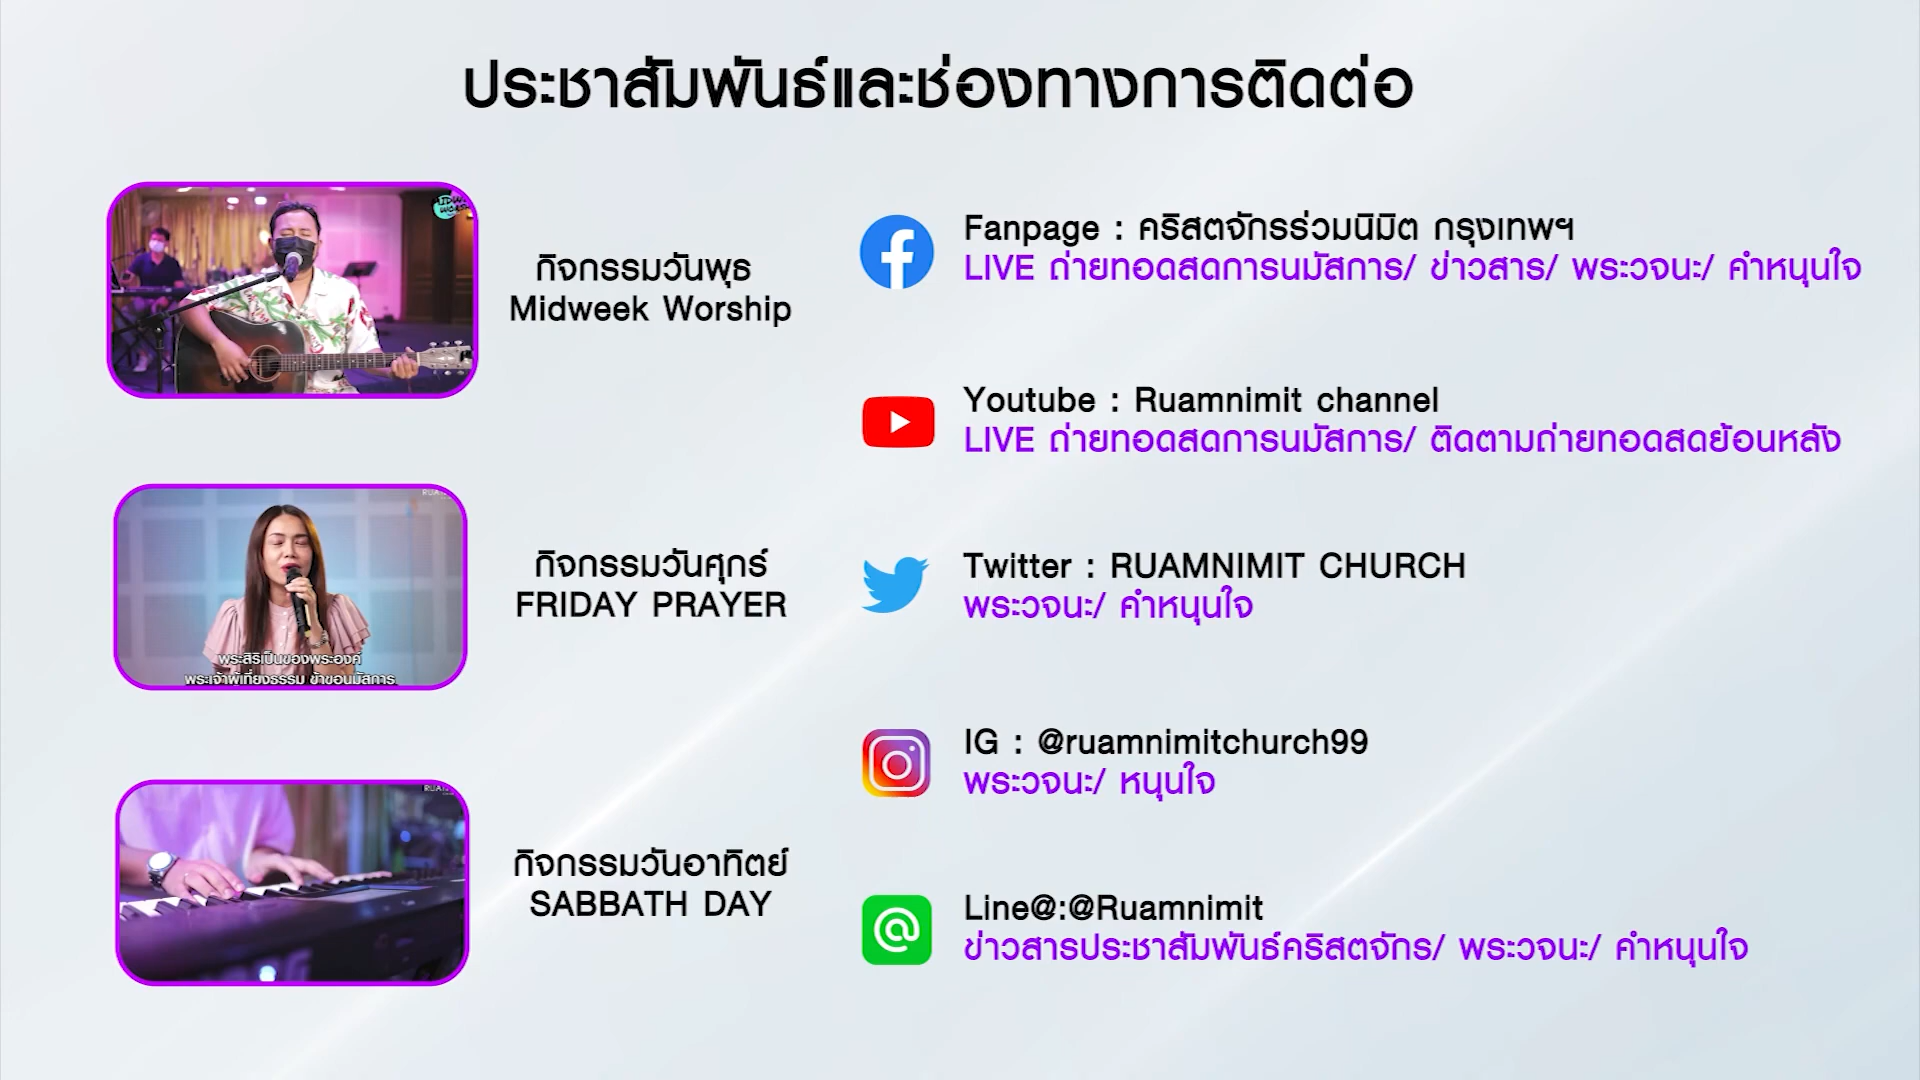 ประชาสัมพันธ์และช่องทางการติดต่อ
กิจกรรมวันพุธ
Midweek Worship
พระสิริเป็นของพระองค์
พระเจ้าผู้เที่ยงธรรม ข้าขอนมัสการ
กิจกรรมวันศุกร์
FRIDAY PRAYER
กิจกรรมวันอาทิตย์
SABBATH DAY
Fanpage : คริสตจักรร่วมนิมิต กรุงเทพฯ
LIVE ถ่ายทอดสดการนมัสการ/ ข่าวสาร/ พระวจนะ/ คำหนุนใจ
Youtube : Ruamnimit channel
LIVE ถ่ายทอดสดการนมัสการ/ ติดตามถ่ายทอดสดย้อนหลัง
Twitter : RUAMNIMIT CHURCH
พระวจนะ/ คำหนุนใจ
IG : @ruamnimitchurch99
พระวจนะ/ หนุนใจ
Line@:@Ruamnimit
ข่าวสารประชาสัมพันธ์คริสตจักร/ พระวจนะ/ คำหนุนใจ